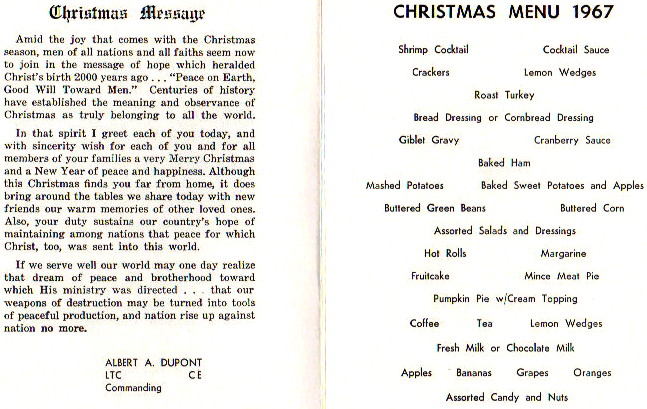 Christmas Message
Amid the joy that comes with the Christmas
season, men of all nations and all faiths seem now
to join in the message of hope which heralded
Christ's birth 2000 years ago . . . "Peace on Earth,
Good Will Toward Men." Centuries of history
have established the meaning and observance of
Christmas as truly belonging to all the world.
In that spirit I greet each of you today, and
with sincerity wish for each of you and for all
members of your families a very Merry Christmas
and a New Year of peace and happiness. Although
this Christmas finds you far from home, it does
bring around the tables we share today with new
friends our warm memories of other loved ones.
Also, your duty sustains our country's hope of
maintaining among nations that peace for which
Christ, too, was sent into this world.
If we serve well our world may one day realize
that dream of peace and brotherhood toward
which His ministry was directed . . . that our
weapons of destruction may be turned into tools
of peaceful production, and nation rise up against
nation no more.
ALBERT A. DUPONT
LTC CE
Commanding
CHRISTMAS MENU 1967
Shrimp Cocktail Cocktail Sauce
Crackers Lemon Wedges
Roast Turkey
Bread Dressing or Cornbread Dressing
Giblet Gravy Cranberry Sauce
Baked Ham
Mashed Potatoes Baked Sweet Potatoes and Apples
Buttered Green Beans Buttered Corn
Assorted Salads and Dressings
Hot Rolls Margarine
Fruitcake Mince Meat Pie
Pumpkin Pie w/Cream Topping
Coffee Tea Lemon Wedges
Fresh Milk or Chocolate Milk
Apples Bananas Grapes Oranges
Assorted Candy and Nuts